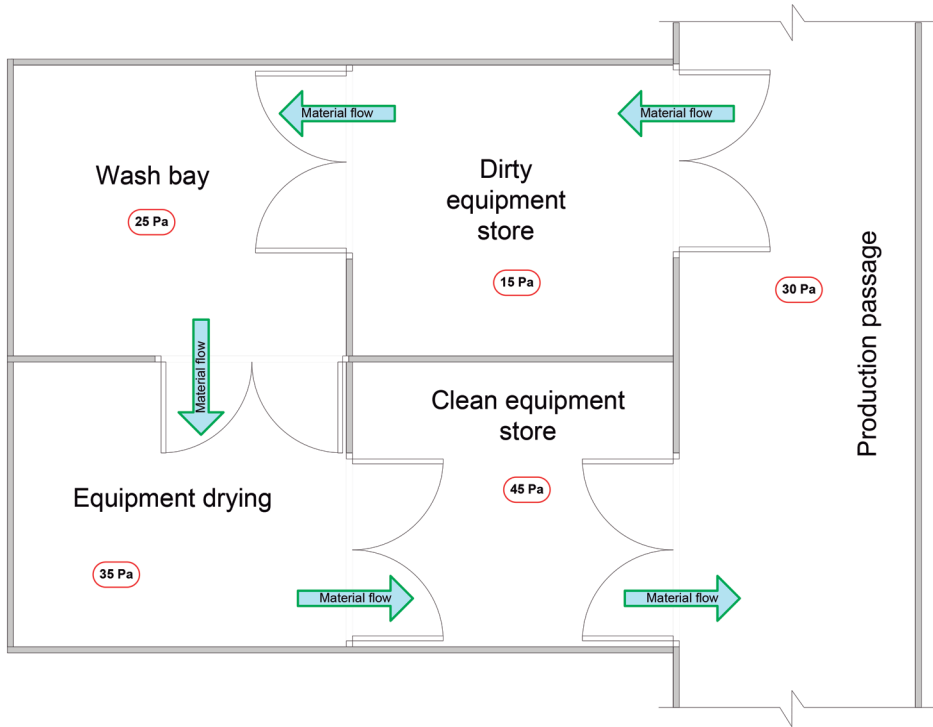 Material flow
Material flow
Wash bay
25 Pa
Dirty
equipment
store
15 Pa
30 Pa
Production passage
Material flow
Clean equipment
store
45 Pa
Equipment drying
35 Pa
Material flow
Material flow